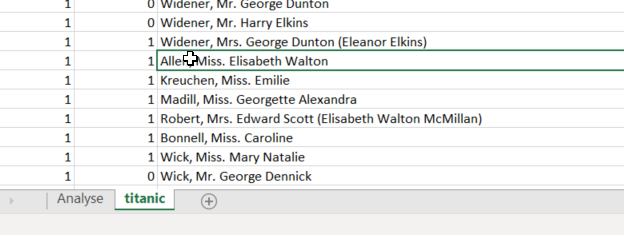 1 0 Widener, Mr. George Dunton
1 0 Widener, Mr. Harry Elkins
1 1 Widener, Mrs. George Dunton (Eleanor Elkins)
1 1 Allen, Miss. Elisabeth Walton
1 1 Kreuchen, Miss. Emilie
1 1 Madill, Miss. Georgette Alexandra
1 1 Robert, Mrs. Edward Scott (Elisabeth Walton McMillan)
1 1 Bonnell, Miss. Caroline
1 1 Wick, Miss. Mary Natalie
1 0 Wick, Mr. George Dennick
Analyse titanic